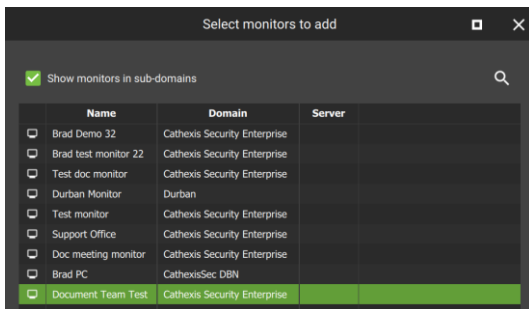 Select monitors to add
Show monitors in sub-domains
Name Domain Server
Brad Demo 32 Cathexis Security Enterprise
Brad test monitor 22 Cathexis Security Enterprise
Test doc monitor Cathexis Security Enterprise
Durban Monitor Durban
Test monitor Cathexis Security Enterprise
Support Office Cathexis Security Enterprise
Doc meeting monitor Cathexis Security Enterprise
Brad PC CathexisSec DBN
Document Team Test Cathexis Security Enterprise